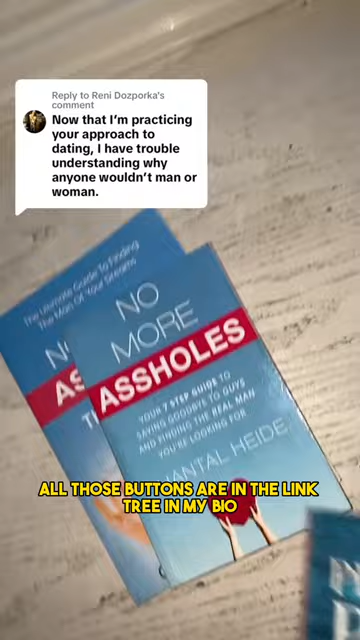 Reply to Reni Dozporka's
comment
Now that I'm practicing
your approach to
dating, I have trouble
understanding why
anyone wouldn't man or
woman.
The Ultimate Guide To Finding
The Man Of Your Dreams
NO
MORE
ASSHOLES
YOUR 7 STEP GUIDE TO
SAYING GOODBYE TO GUYS
AND FINDING THE REAL MAN
YOU'RE LOOKING FOR
CHANTAL HEIDE
ALL THOSE BUTTONS ARE IN THE LINK
TREE IN MY BIO